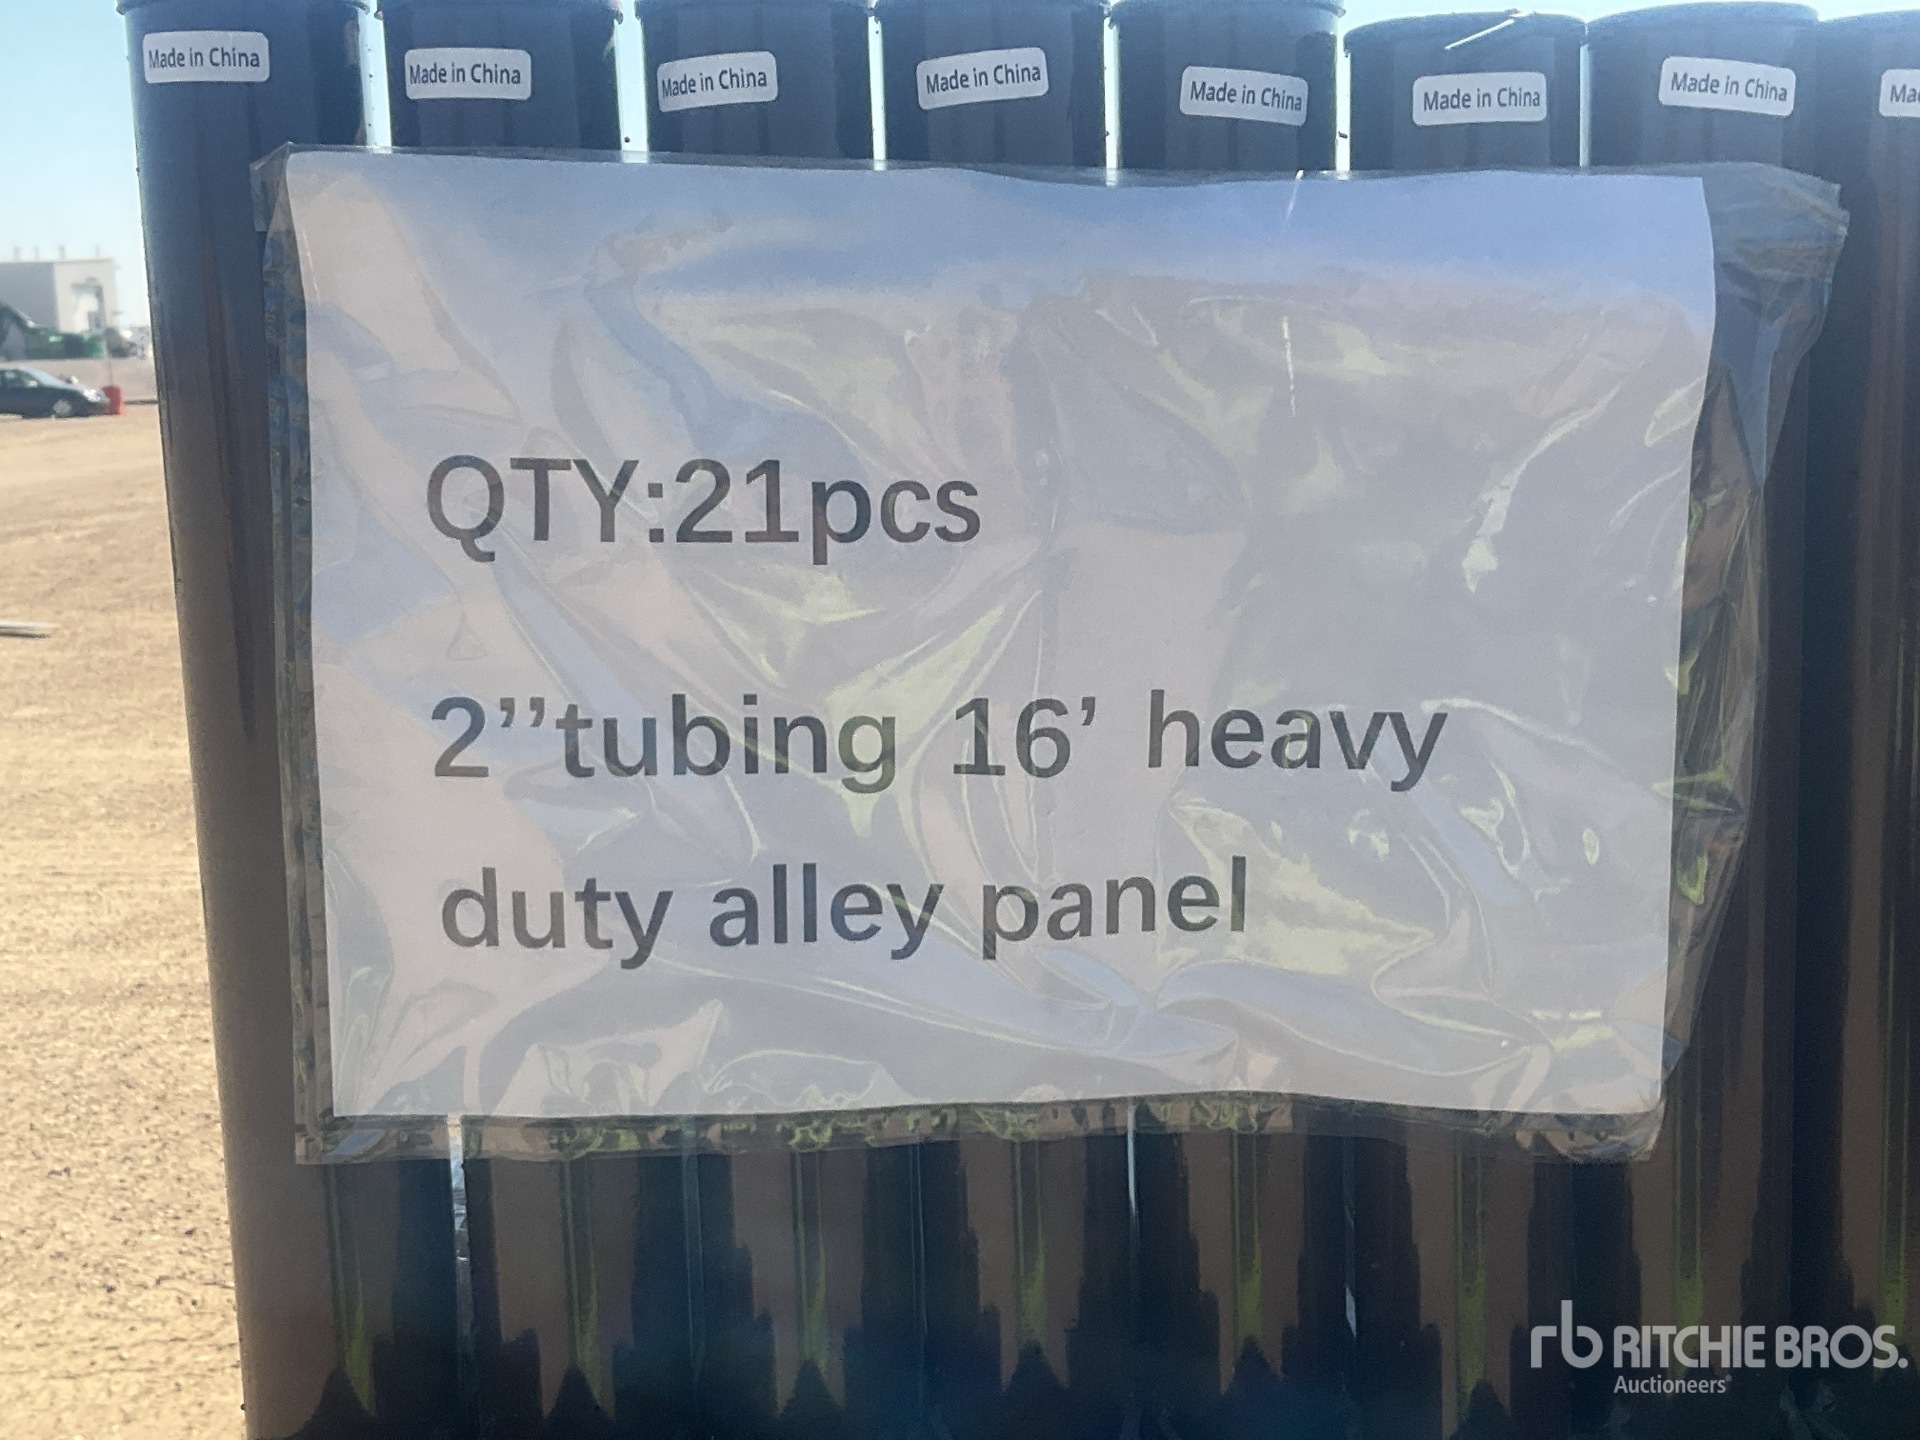 Made in China
Made in China
Made in China
Made in China
Made in China
Made in China
Made in China
QTY:21pcs
2’’tubing 16’ heavy
duty alley panel
rb RITCHIE BROS.
Auctioneers